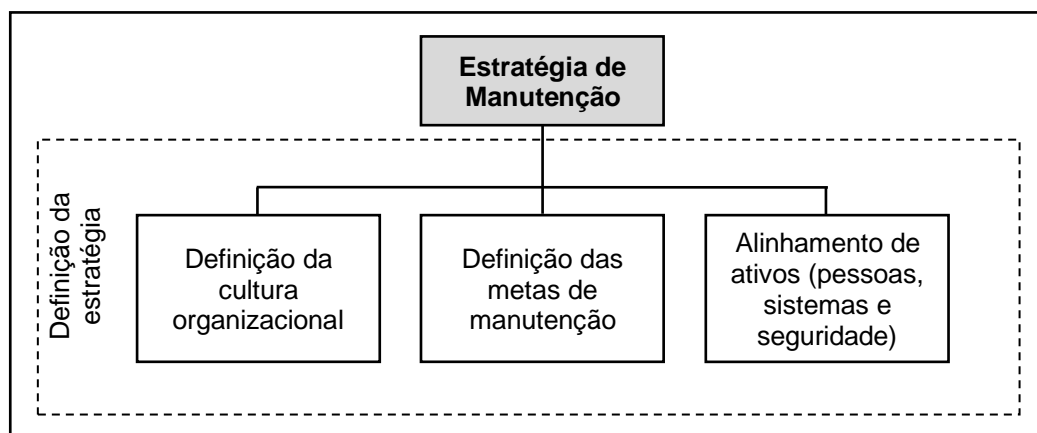 Estratégia de
Manutenção
Definição da
estratégia
Definição da
cultura
organizacional
Definição das
metas de
manutenção
Alinhamento de
ativos (pessoas,
sistemas e
seguridade)